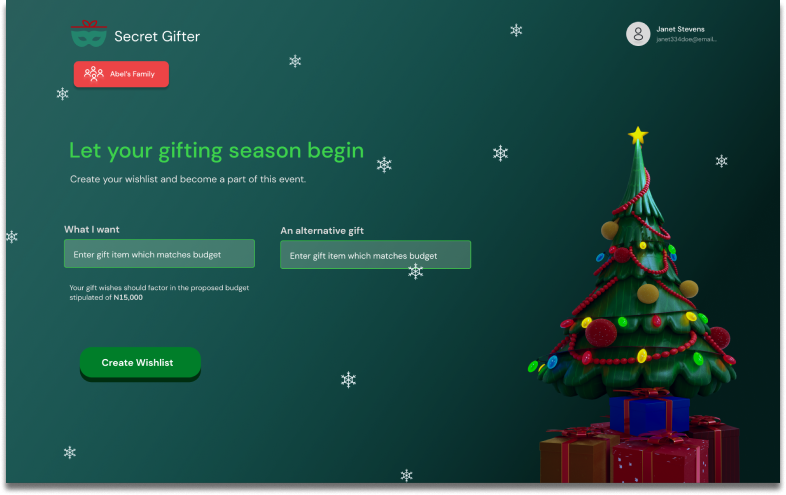 Secret Gifter
Janet Stevens
janet334doe@email..
Abel's Family
Let your gifting season begin
Create your wishlist and become a part of this event.
What I want
An alternative gift
Enter gift item which matches budget
Enter gift item which matches budget
Your gift wishes should factor in the proposed budget
stipulated of N15,000
Create Wishlist